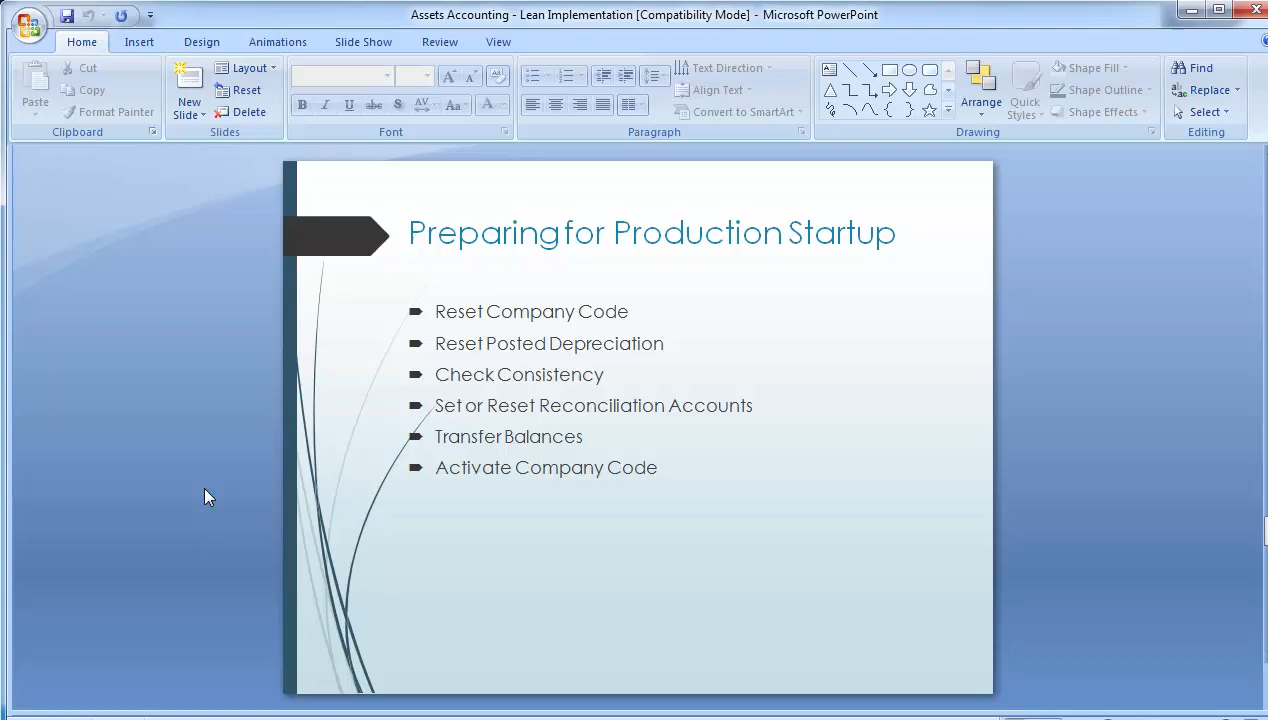 Assets Accounting - Lean Implementation [Compatibility Mode] - Microsoft PowerPoint
Home Insert Design Animations Slide Show Review View
Paste
Cut
Copy
Format Painter
Clipboard
New Slide
Layout
Reset
Delete
Slides
B I U abc S AV Aa A
Font
Text Direction
Align Text
Convert to SmartArt
Paragraph
Arrange
Quick Styles
Shape Fill
Shape Outline
Shape Effects
Drawing
Find
Replace
Select
Editing
Preparing for Production Startup
Reset Company Code
Reset Posted Depreciation
Check Consistency
Set or Reset Reconciliation Accounts
Transfer Balances
Activate Company Code